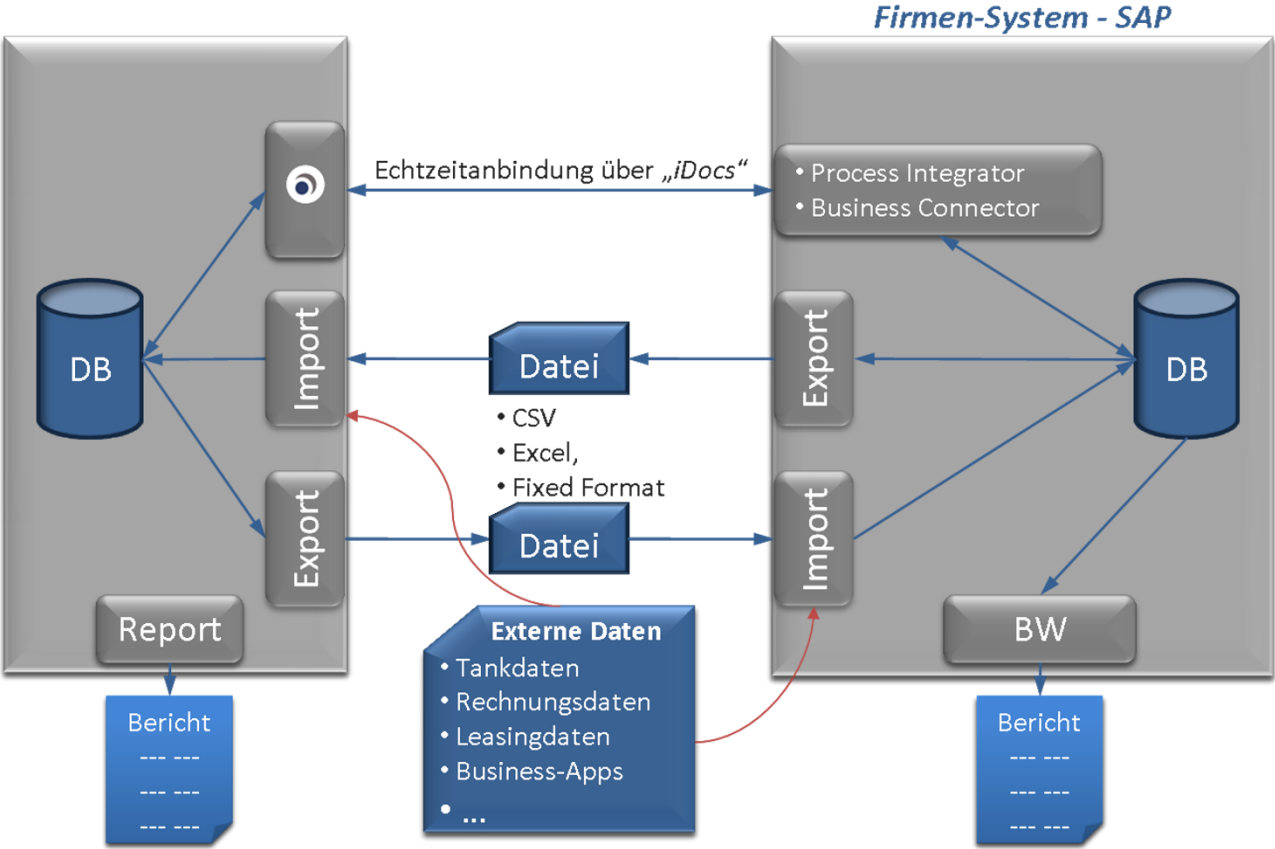 Firmen-System - SAP
Echtzeitanbindung über „iDocs“
• Process Integrator
• Business Connector
DB
Import
Datei
Export
DB
• CSV
• Excel,
• Fixed Format
Export
Datei
Import
Report
Externe Daten
• Tankdaten
• Rechnungsdaten
• Leasingdaten
• Business-Apps
• ...
BW
Bericht
--- ---
--- ---
--- ---
Bericht
--- ---
--- ---
--- ---